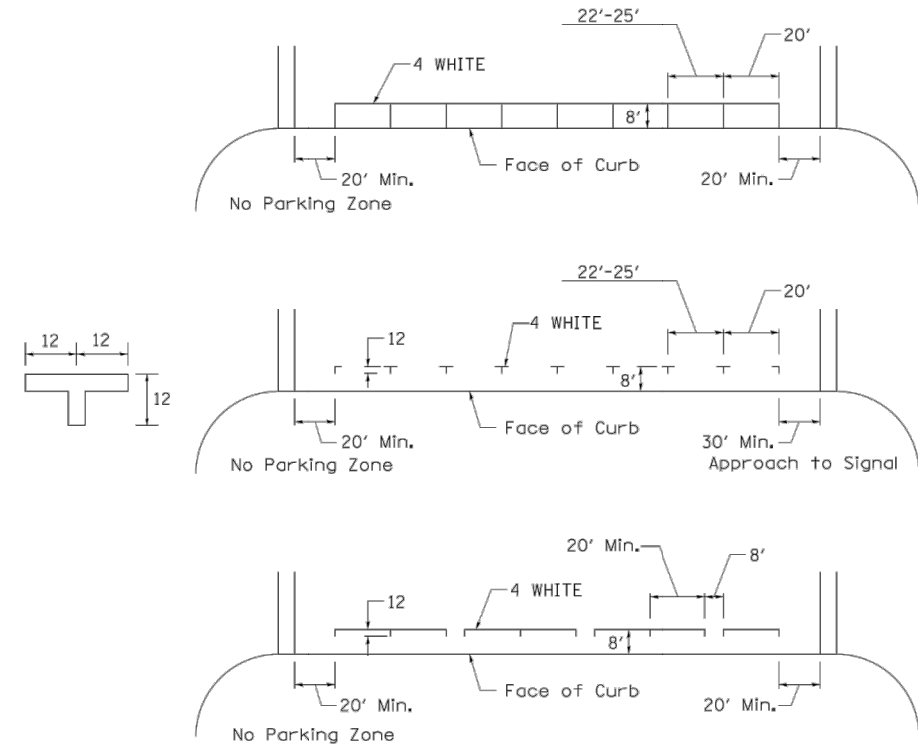 22'-25'
20'
4 WHITE
8'
Face of Curb
20' Min.
20' Min.
No Parking Zone
22'-25'
20'
12
4 WHITE
12 12
12
8'
Face of Curb
20' Min.
30' Min.
No Parking Zone
Approach to Signal
20' Min.
8'
12
4 WHITE
8'
Face of Curb
20' Min.
20' Min.
No Parking Zone